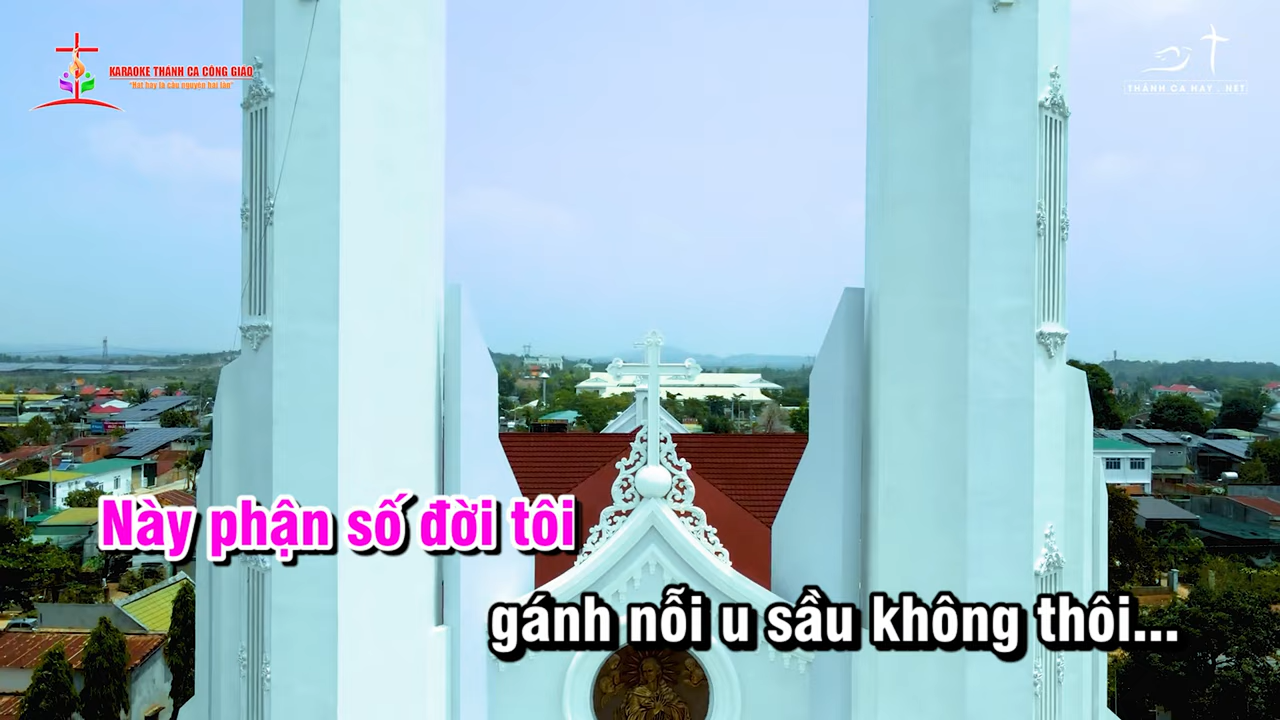 KARAOKE THÁNH CA CÔNG GIÁO
"Hát hay là cầu nguyện hai lần"
THÁNH CA HAY . NET
Này phận số đời tôi
gánh nỗi u sầu không thôi...